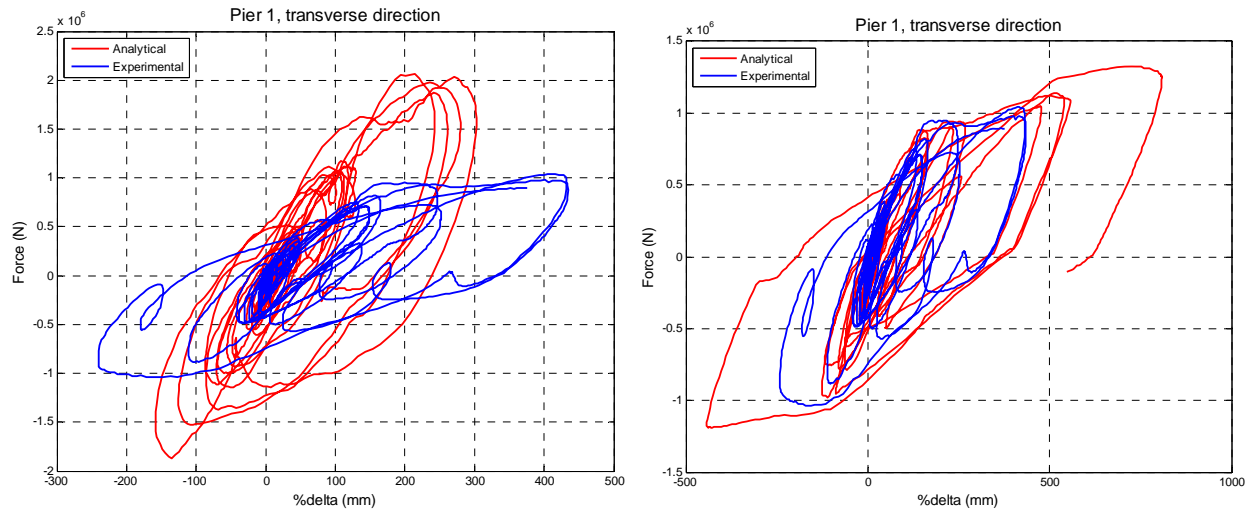 Pier 1, transverse direction
x 10^6
2.5
2
1.5
1
0.5
0
-0.5
-1
-1.5
-2
Force (N)
Analytical
Experimental
-300 -200 -100 0 100 200 300 400 500
%delta (mm)
Pier 1, transverse direction
x 10^6
1.5
1
0.5
0
-0.5
-1
-1.5
Force (N)
Analytical
Experimental
-500 0 500 1000
%delta (mm)